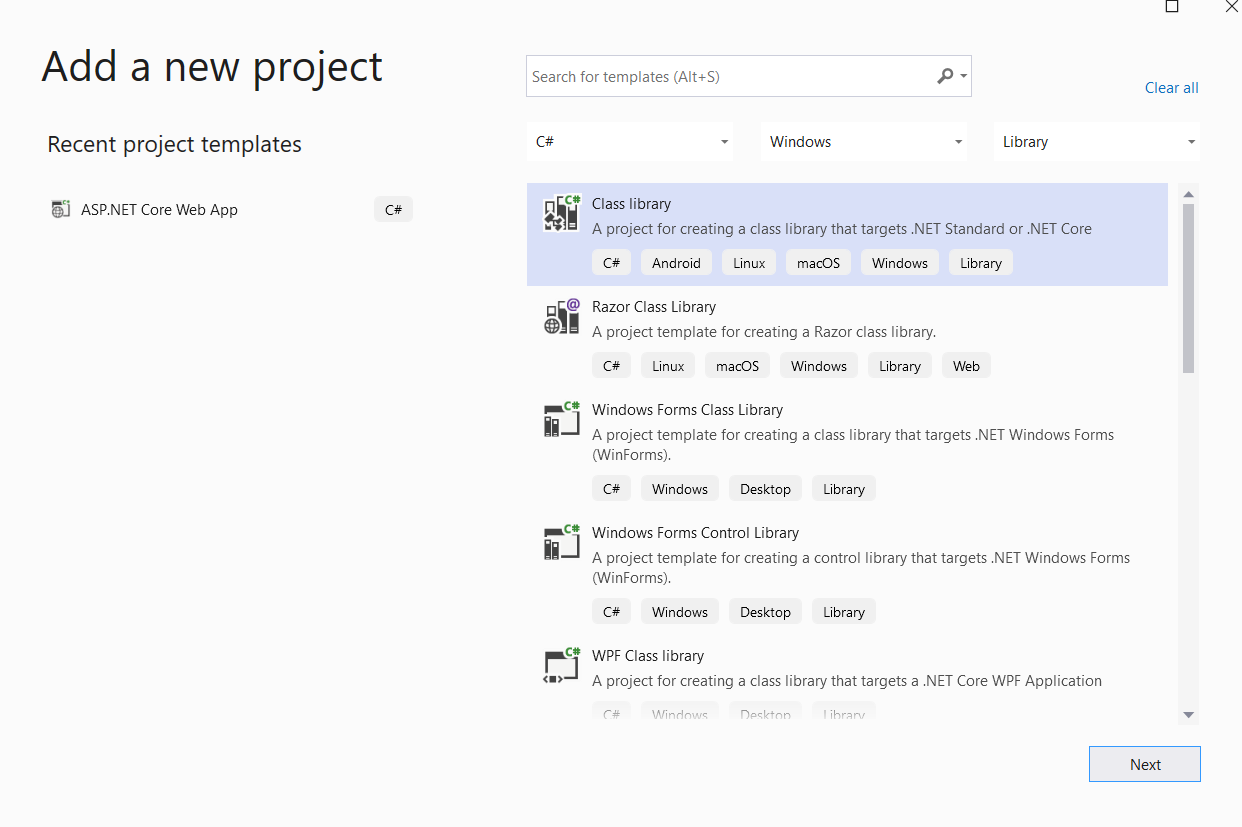 Add a new project
Search for templates (Alt+S)
Clear all
Recent project templates
C#
Windows
Library
ASP.NET Core Web App
C#
Class library
A project for creating a class library that targets .NET Standard or .NET Core
C# Android Linux macOS Windows Library
Razor Class Library
A project template for creating a Razor class library.
C# Linux macOS Windows Library Web
Windows Forms Class Library
A project template for creating a class library that targets .NET Windows Forms
(WinForms).
C# Windows Desktop Library
Windows Forms Control Library
A project template for creating a control library that targets .NET Windows Forms
(WinForms).
C# Windows Desktop Library
WPF Class library
A project for creating a class library that targets a .NET Core WPF Application
C# Windows Desktop Library
Next